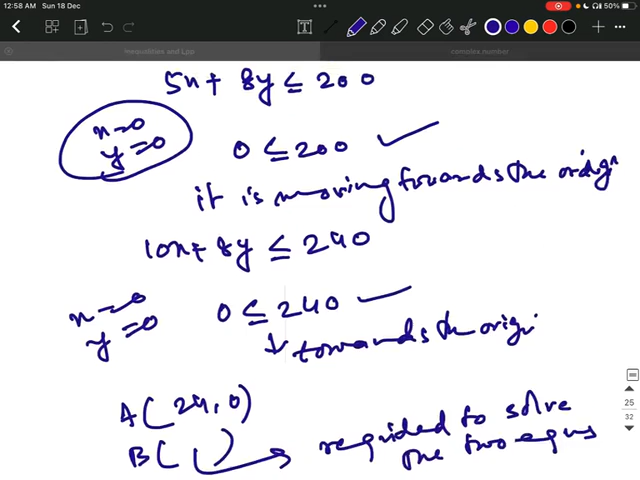 12:58 AM Sun 18 Dec
50%
Inequalities and Lpp
complex number
5x + 8y ≤ 200
x=0
y=0
0 ≤ 200 ✓
it is moving towards the origin
10x + 8y ≤ 240
x=0
y=0
0 ≤ 240 ✓
↓ towards the origin
A (24, 0)
B ( ) → required to solve
the two equns
25
32